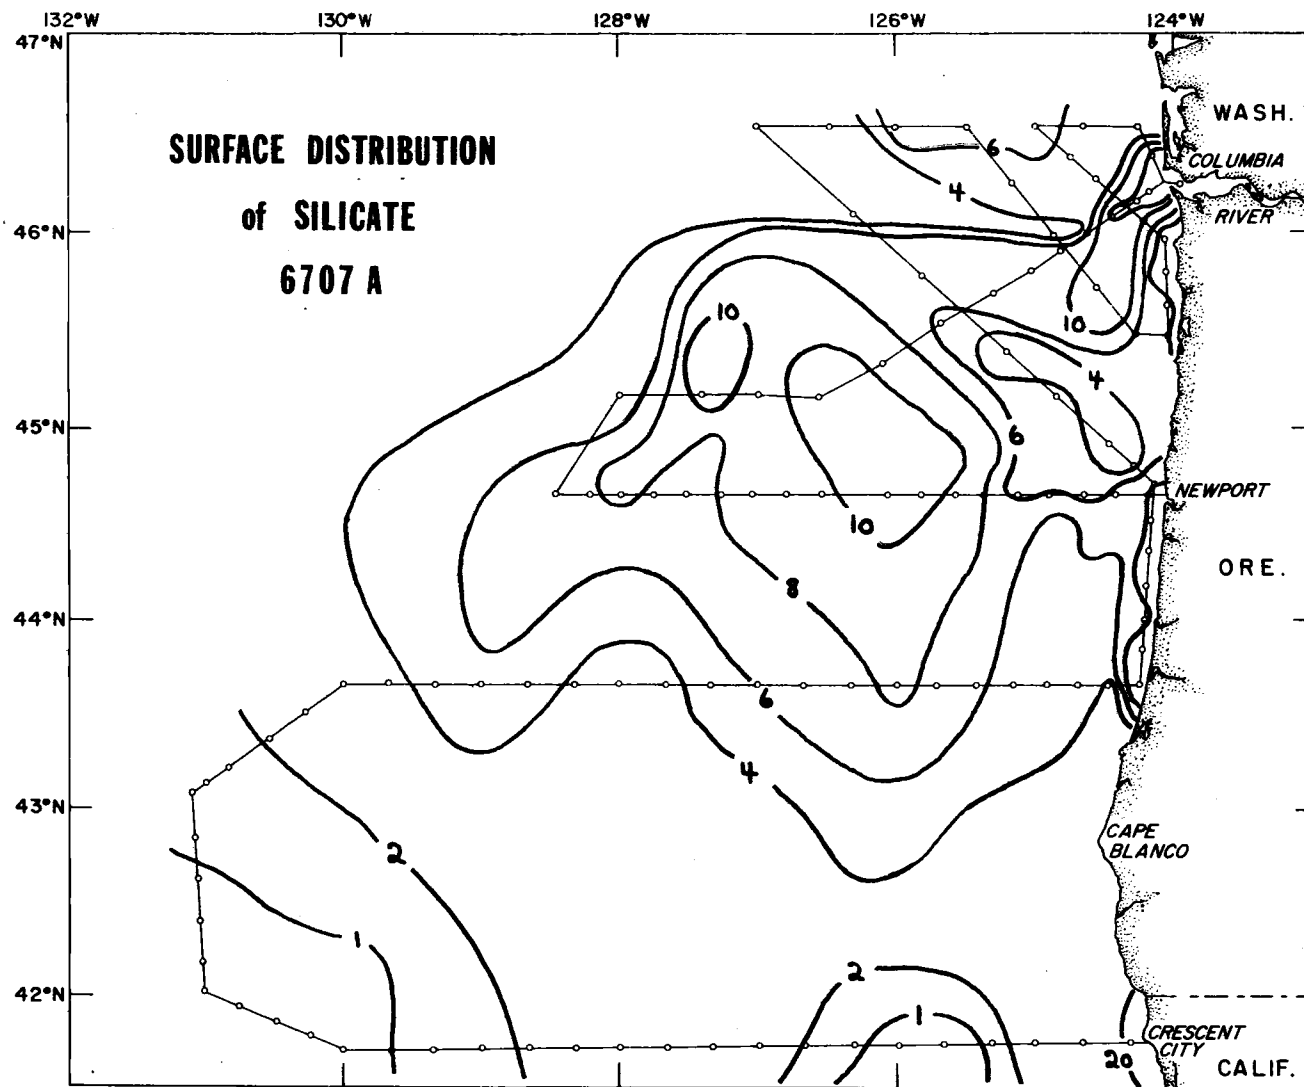 132°W 130°W 128°W 126°W 124°W
47°N
WASH.
SURFACE DISTRIBUTION
of SILICATE
6707 A
6
COLUMBIA
RIVER
4
46°N
10
10
4
45°N
6
NEWPORT
10
ORE.
8
44°N
6
4
43°N
CAPE
BLANCO
2
1
2
42°N
1
CRESCENT
CITY
20
CALIF.